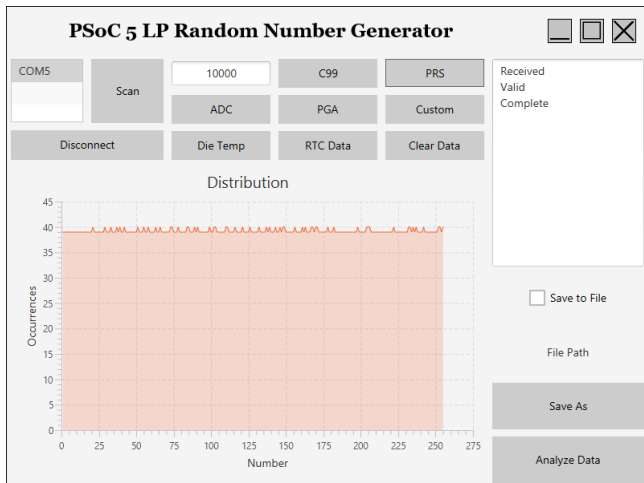 PSoC 5 LP Random Number Generator
COM5
Scan
10000
C99
PRS
ADC
PGA
Custom
Disconnect
Die Temp
RTC Data
Clear Data
Received
Valid
Complete
Distribution
45
40
35
30
25
20
15
10
5
0
Occurrences
0 25 50 75 100 125 150 175 200 225 250 275
Number
Save to File
File Path
Save As
Analyze Data